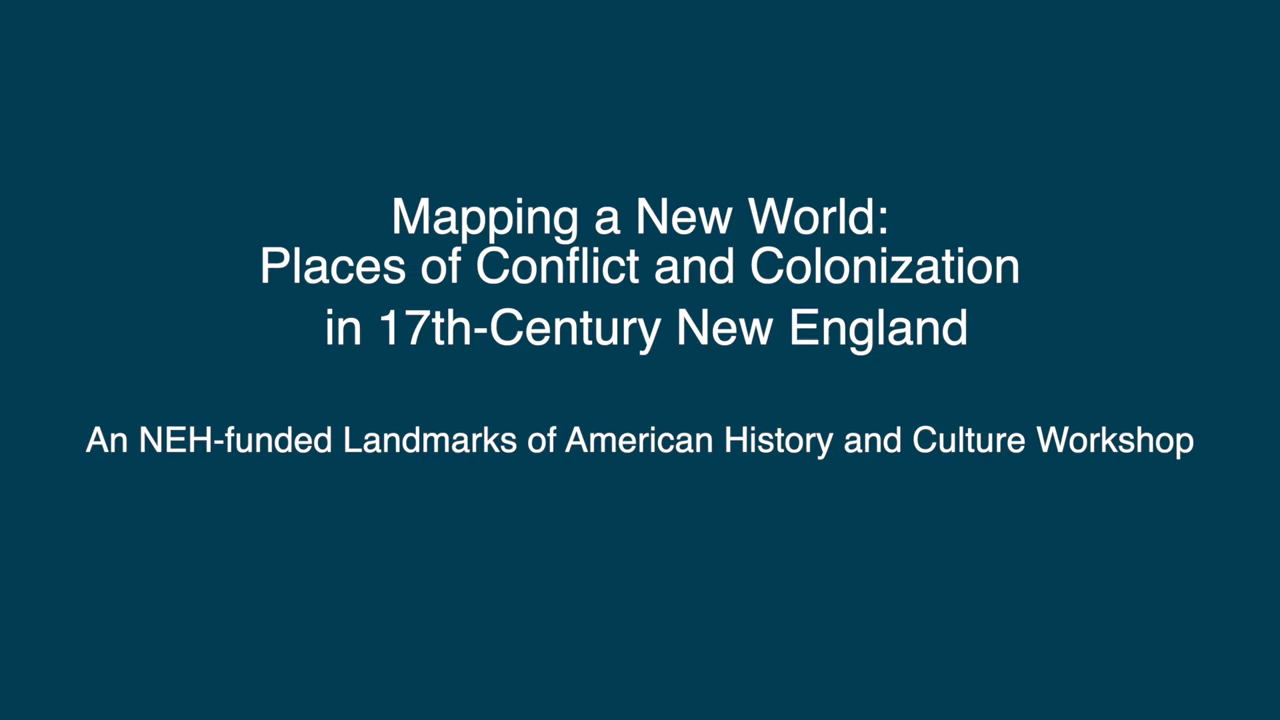 Mapping a New World:
Places of Conflict and Colonization
in 17th-Century New England
An NEH-funded Landmarks of American History and Culture Workshop